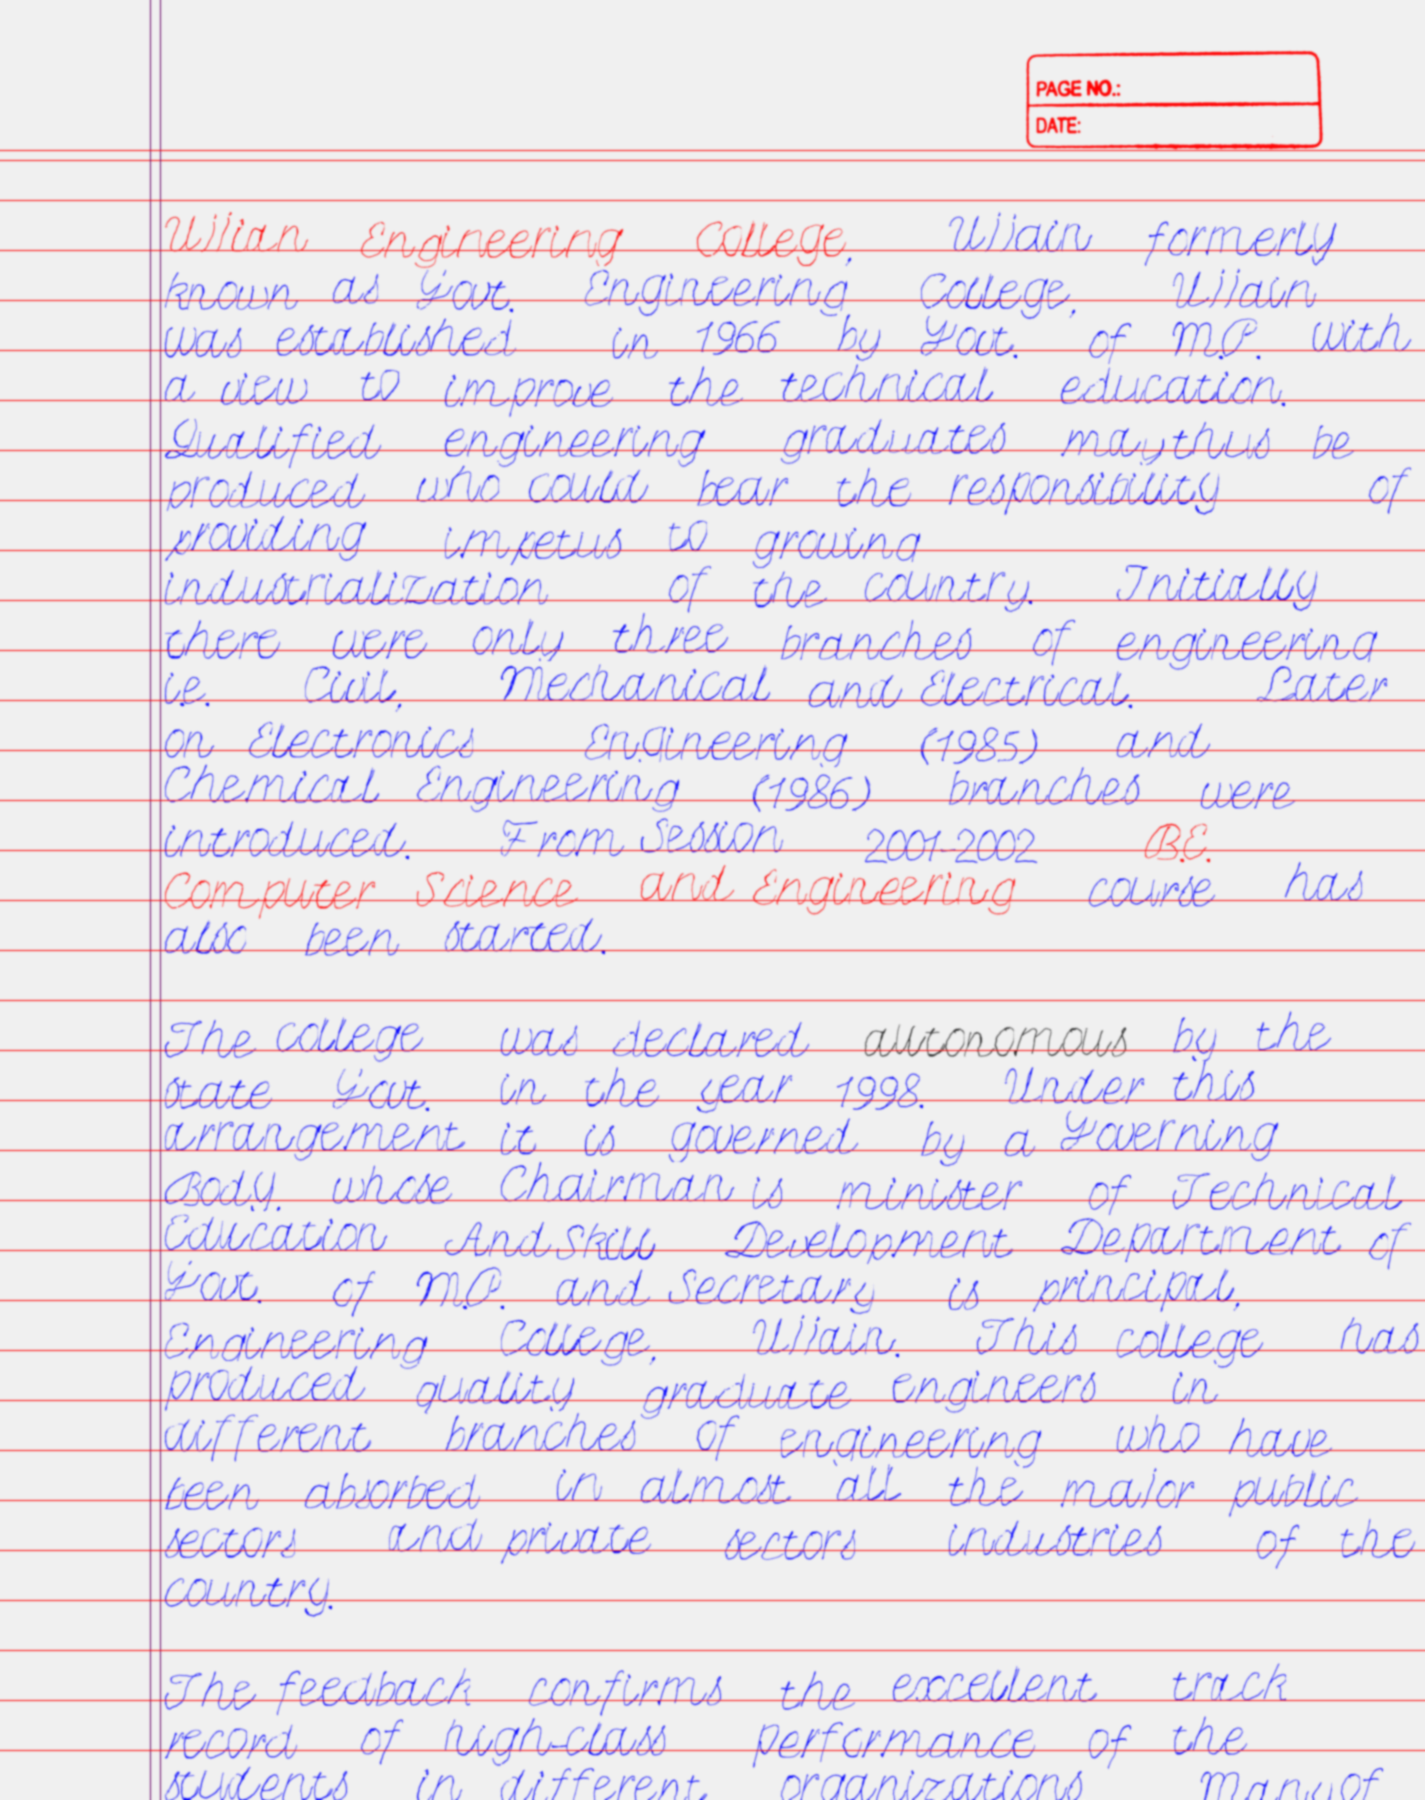 PAGE NO.:
DATE:
Ujjian Engineering College, Ujjain formerly
known as Govt. Engineering College, Ujjain
was established in 1966 by Govt. of M.P. with
a view to improve the technical education.
Qualified engineering graduates may thus be
produced who could bear the responsibility of
providing impetus to growing
industrialization of the country. Initially
there were only three branches of engineering
i.e. Civil, Mechanical and Electrical. Later
on Electronics Engineering (1985) and
Chemical Engineering (1986) branches were
introduced. From Session 2001-2002 B.E.
Computer Science and Engineering course has
also been started.
The college was declared autonomous by the
state Govt. in the year 1998. Under this
arrangement it is governed by a Governing
Body. whose Chairman is minister of Technical
Education And Skill Development Department of
Govt. of M.P. and Secretary is principal,
Engineering College, Ujjain. This college has
produced quality graduate engineers in
different branches of engineering who have
been absorbed in almost all the major public
sectors and private sectors industries of the
country.
The feedback confirms the excellent track
record of high-class performance of the
students in different organizations Many of